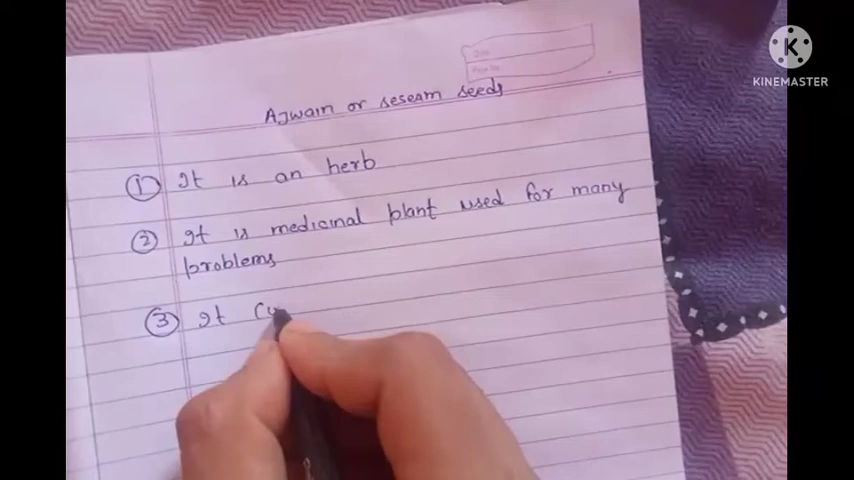 KINEMASTER
Ajwain or seseam seeds
① It is an herb
② It is medicinal plant used for many
problems
③ It Cu